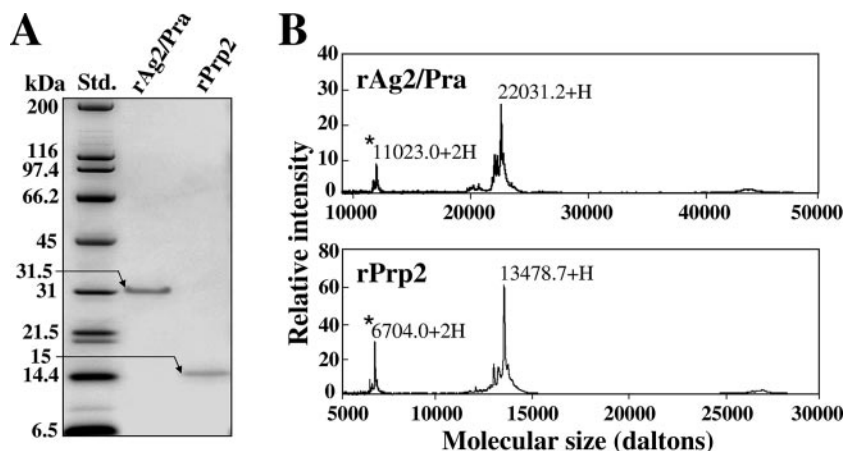 A
B
kDa Std. rAg2/Pra rPrp2
200
116
97.4
66.2
45
31.5
31
21.5
15
14.4
6.5
Relative intensity
40
30
20
10
0
rAg2/Pra
22031.2+H
*11023.0+2H
10000 20000 30000 40000 50000
80
60
40
20
0
rPrp2
13478.7+H
*6704.0+2H
5000 10000 15000 20000 25000 30000
Molecular size (daltons)